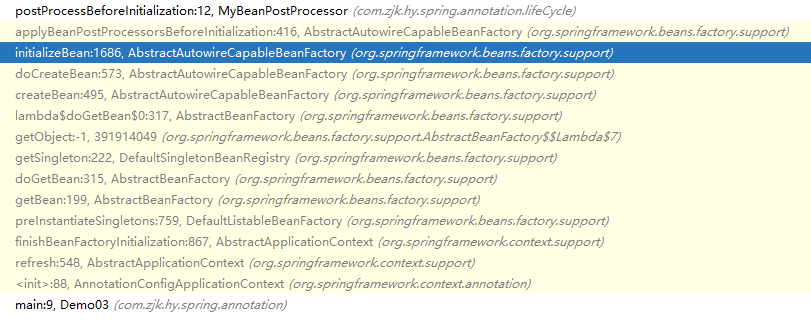 postProcessBeforeInitialization:12, MyBeanPostProcessor (com.zjk.hy.spring.annotation.lifeCycle)
applyBeanPostProcessorsBeforeInitialization:416, AbstractAutowireCapableBeanFactory (org.springframework.beans.factory.support)
initializeBean:1686, AbstractAutowireCapableBeanFactory (org.springframework.beans.factory.support)
doCreateBean:573, AbstractAutowireCapableBeanFactory (org.springframework.beans.factory.support)
createBean:495, AbstractAutowireCapableBeanFactory (org.springframework.beans.factory.support)
lambda$doGetBean$0:317, AbstractBeanFactory (org.springframework.beans.factory.support)
getObject:-1, 391914049 (org.springframework.beans.factory.support.AbstractBeanFactory$$Lambda$7)
getSingleton:222, DefaultSingletonBeanRegistry (org.springframework.beans.factory.support)
doGetBean:315, AbstractBeanFactory (org.springframework.beans.factory.support)
getBean:199, AbstractBeanFactory (org.springframework.beans.factory.support)
preInstantiateSingletons:759, DefaultListableBeanFactory (org.springframework.beans.factory.support)
finishBeanFactoryInitialization:867, AbstractApplicationContext (org.springframework.context.support)
refresh:548, AbstractApplicationContext (org.springframework.context.support)
<init>:88, AnnotationConfigApplicationContext (org.springframework.context.annotation)
main:9, Demo03 (com.zjk.hy.spring.annotation)